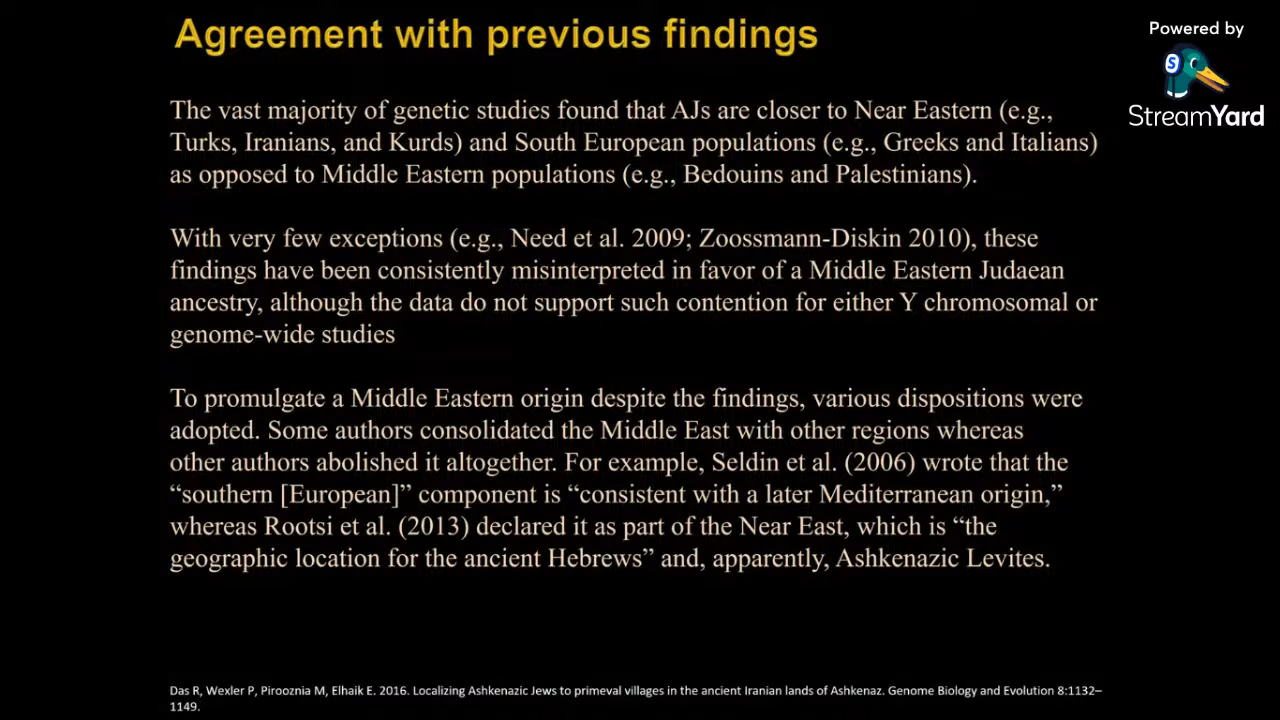 Agreement with previous findings
Powered by
S
StreamYard
The vast majority of genetic studies found that AJs are closer to Near Eastern (e.g.,
Turks, Iranians, and Kurds) and South European populations (e.g., Greeks and Italians)
as opposed to Middle Eastern populations (e.g., Bedouins and Palestinians).
With very few exceptions (e.g., Need et al. 2009; Zoossmann-Diskin 2010), these
findings have been consistently misinterpreted in favor of a Middle Eastern Judaean
ancestry, although the data do not support such contention for either Y chromosomal or
genome-wide studies
To promulgate a Middle Eastern origin despite the findings, various dispositions were
adopted. Some authors consolidated the Middle East with other regions whereas
other authors abolished it altogether. For example, Seldin et al. (2006) wrote that the
“southern [European]” component is “consistent with a later Mediterranean origin,”
whereas Rootsi et al. (2013) declared it as part of the Near East, which is “the
geographic location for the ancient Hebrews” and, apparently, Ashkenazic Levites.
Das R, Wexler P, Pirooznia M, Elhaik E. 2016. Localizing Ashkenazic Jews to primeval villages in the ancient Iranian lands of Ashkenaz. Genome Biology and Evolution 8:1132–
1149.